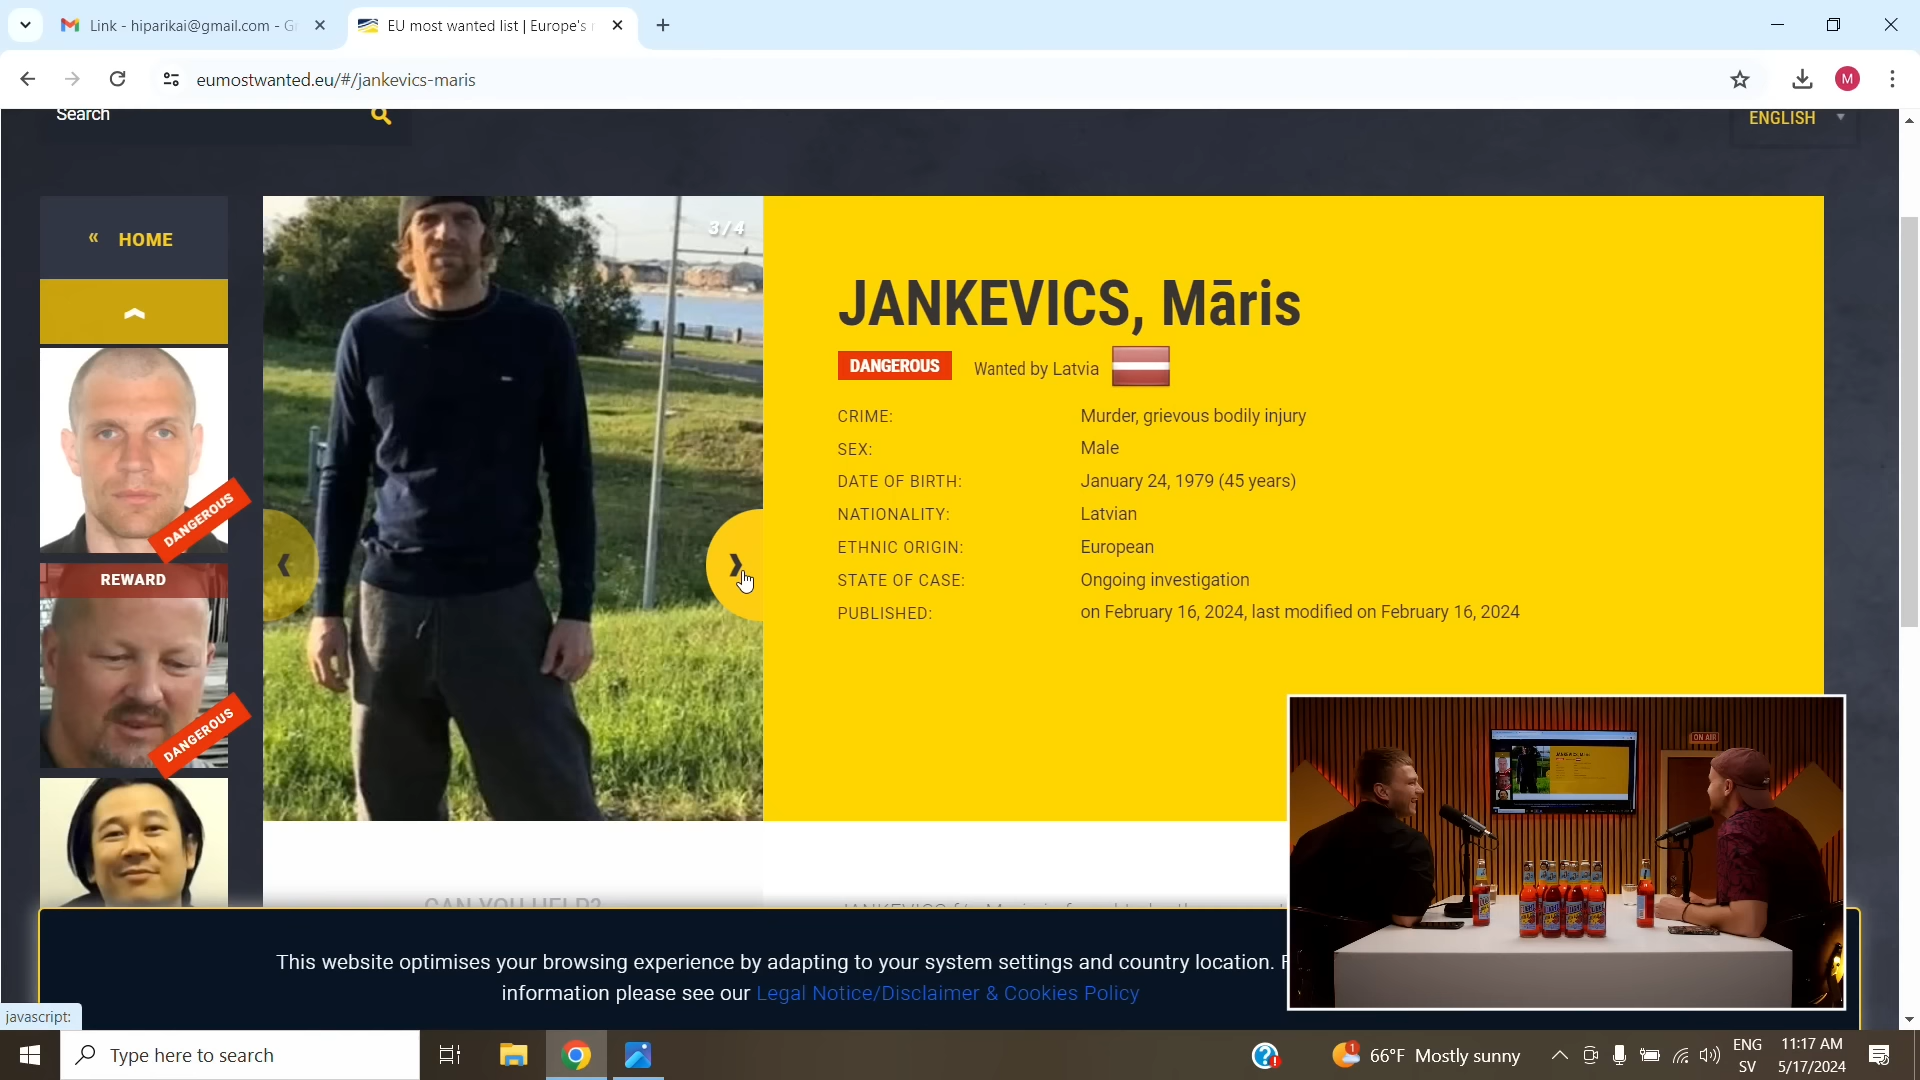 Link - hiparikai@gmail.com - G
EU most wanted list | Europe's
eumostwanted.eu/#/jankevics-maris
M
Search
ENGLISH
« HOME
3/4
JANKEVICS, Māris
DANGEROUS Wanted by Latvia
CRIME: Murder, grievous bodily injury
SEX: Male
DATE OF BIRTH: January 24, 1979 (45 years)
NATIONALITY: Latvian
ETHNIC ORIGIN: European
STATE OF CASE: Ongoing investigation
PUBLISHED: on February 16, 2024, last modified on February 16, 2024
DANGEROUS
REWARD
DANGEROUS
ON AIR
CAN YOU HELP?
This website optimises your browsing experience by adapting to your system settings and country location. F
information please see our Legal Notice/Disclaimer & Cookies Policy
javascript:
Type here to search
1
66°F Mostly sunny
ENG
SV
11:17 AM
5/17/2024